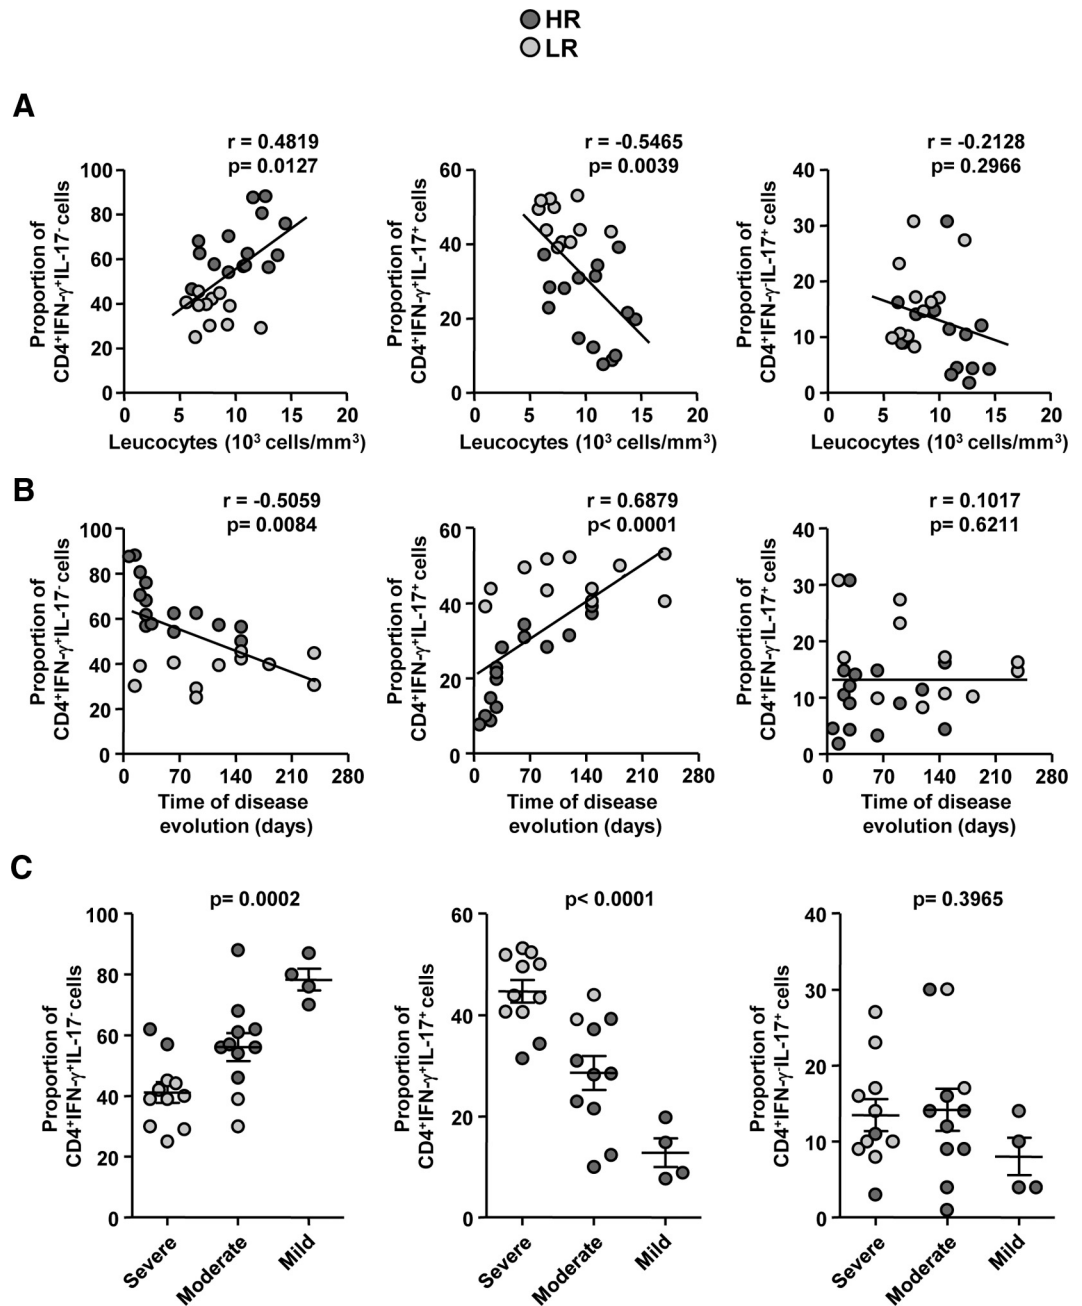 HR
LR
A
r = 0.4819
p= 0.0127
Proportion of
CD4⁺IFN-γ⁺IL-17⁻ cells
100
80
60
40
20
0
0 5 10 15 20
Leucocytes (10³ cells/mm³)
r = -0.5465
p= 0.0039
Proportion of
CD4⁺IFN-γ⁺IL-17⁺ cells
60
40
20
0
0 5 10 15 20
Leucocytes (10³ cells/mm³)
r = -0.2128
p= 0.2966
Proportion of
CD4⁺IFN-γ⁻IL-17⁺ cells
40
30
20
10
0
0 5 10 15 20
Leucocytes (10³ cells/mm³)
B
r = -0.5059
p= 0.0084
Proportion of
CD4⁺IFN-γ⁺IL-17⁻ cells
100
80
60
40
20
0
0 70 140 210 280
Time of disease
evolution (days)
r = 0.6879
p< 0.0001
Proportion of
CD4⁺IFN-γ⁺IL-17⁺ cells
60
40
20
0
0 70 140 210 280
Time of disease
evolution (days)
r = 0.1017
p= 0.6211
Proportion of
CD4⁺IFN-γ⁻IL-17⁺ cells
40
30
20
10
0
0 70 140 210 280
Time of disease
evolution (days)
C
p= 0.0002
Proportion of
CD4⁺IFN-γ⁺IL-17⁻ cells
100
80
60
40
20
0
Severe Moderate Mild
p< 0.0001
Proportion of
CD4⁺IFN-γ⁺IL-17⁺ cells
60
40
20
0
Severe Moderate Mild
p= 0.3965
Proportion of
CD4⁺IFN-γ⁻IL-17⁺ cells
40
30
20
10
0
Severe Moderate Mild